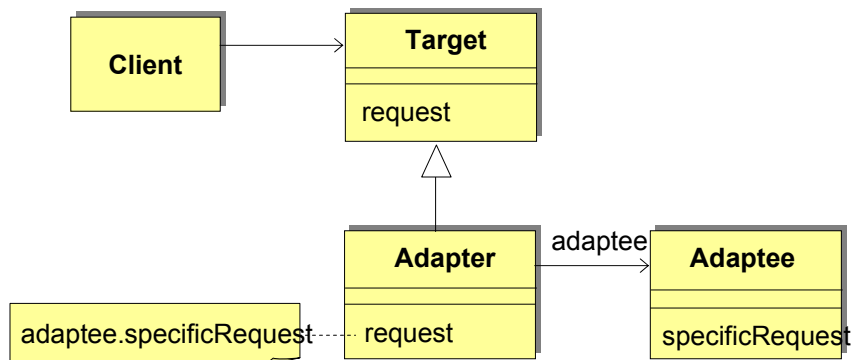 Client
Target
request
Adapter
adaptee
Adaptee
adaptee.specificRequest
request
specificRequest